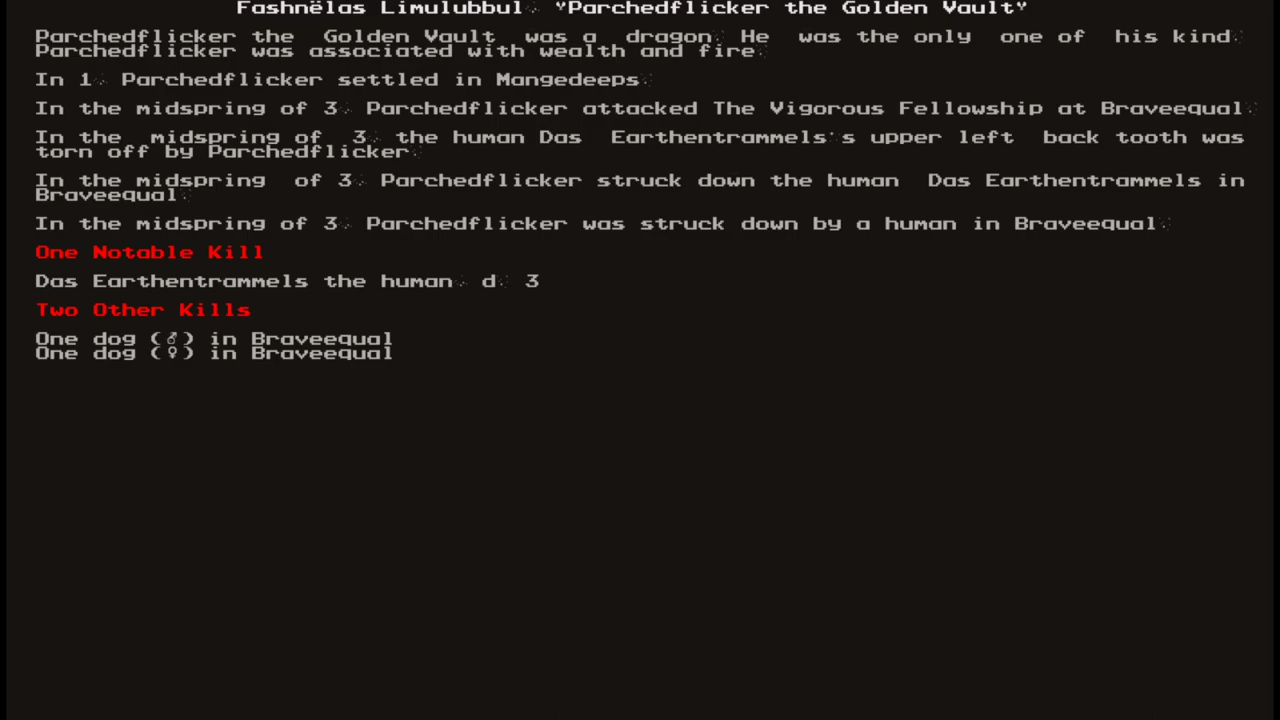 Fashnëlas Limulubbul, "Parchedflicker the Golden Vault"
Parchedflicker the Golden Vault was a dragon. He was the only one of his kind.
Parchedflicker was associated with wealth and fire.
In 1, Parchedflicker settled in Mangedeeps.
In the midspring of 3, Parchedflicker attacked The Vigorous Fellowship at Braveequal.
In the midspring of 3, the human Das Earthentrammels's upper left back tooth was
torn off by Parchedflicker.
In the midspring of 3, Parchedflicker struck down the human Das Earthentrammels in
Braveequal.
In the midspring of 3, Parchedflicker was struck down by a human in Braveequal.
One Notable Kill
Das Earthentrammels the human, d. 3
Two Other Kills
One dog (♂) in Braveequal
One dog (♀) in Braveequal